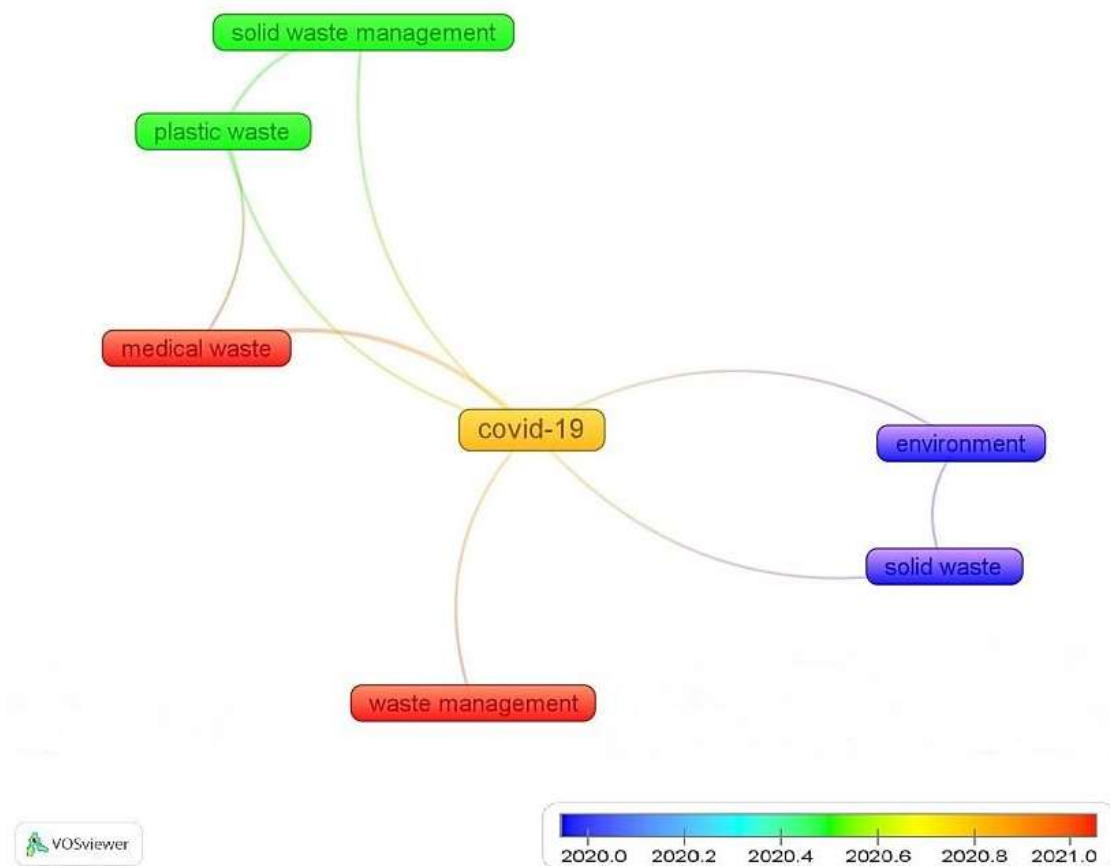 solid waste management
plastic waste
medical waste
covid-19
environment
solid waste
waste management
VOSviewer
2020.0 2020.2 2020.4 2020.6 2020.8 2021.0